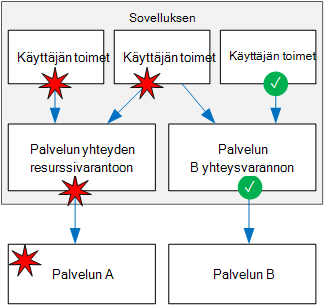 Sovelluksen
Käyttäjän toimet
Käyttäjän toimet
Käyttäjän toimet
Palvelun yhteyden
resurssivarantoon
Palvelun
B yhteysvarannon
Palvelun A
Palvelun B